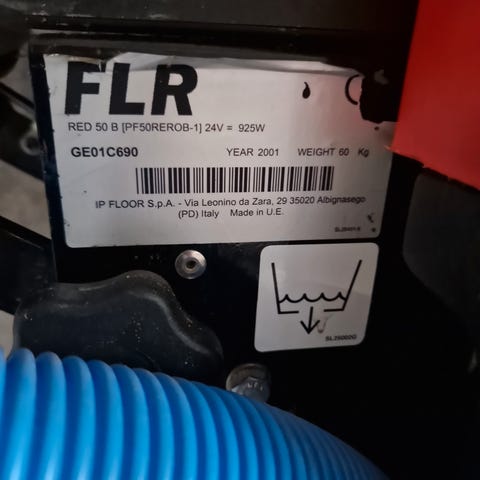 FLR
RED 50 B [PF50REROB-1] 24V = 925W
GE01C690 YEAR 2001 WEIGHT 60 Kg
IP FLOOR S.p.A. - Via Leonino da Zara, 29 35020 Albignasego
(PD) Italy Made in U.E.
SL25002G